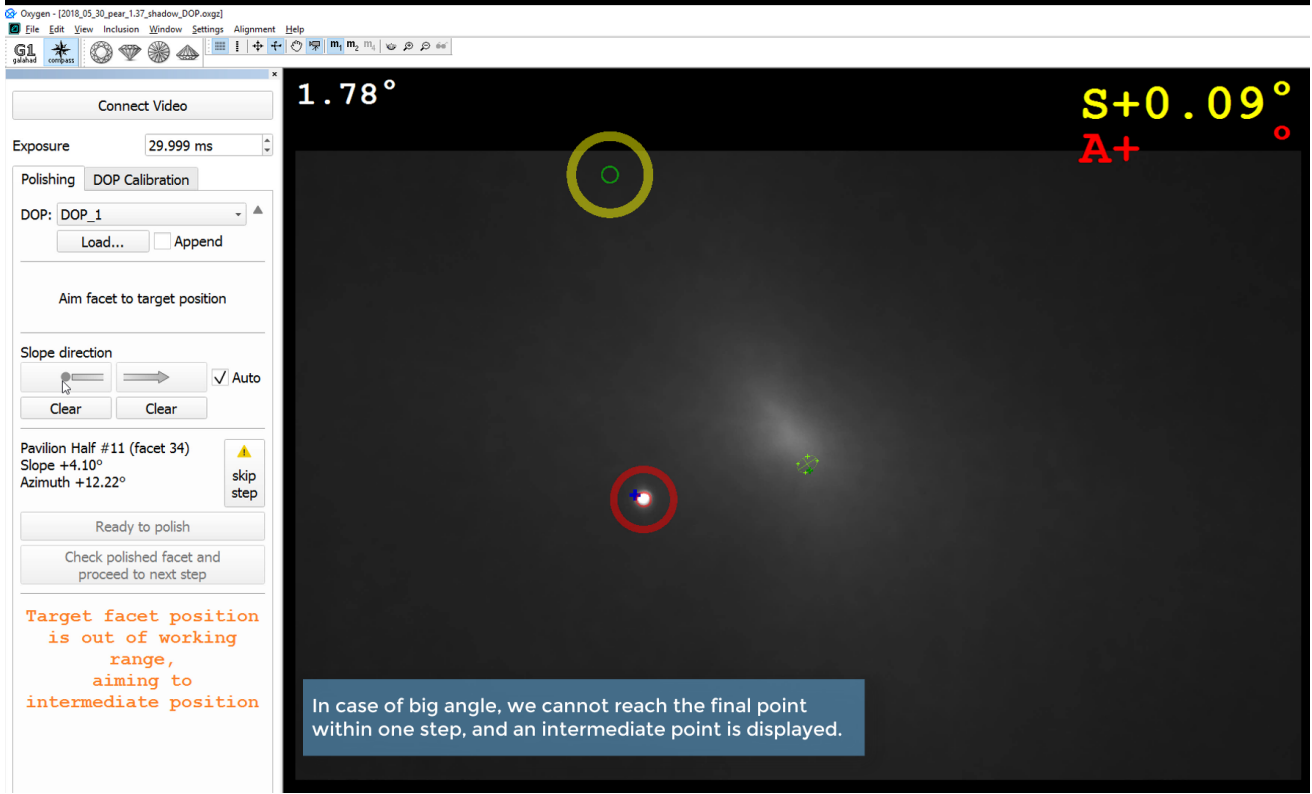 Oxygen - [2018_05_30_pear_1.37_shadow_DOP.oxgz]
File Edit View Inclusion Window Settings Alignment Help
G1 galahad
compass
m1 m2 m4
Connect Video
Exposure 29.999 ms
Polishing DOP Calibration
DOP: DOP_1
Load... Append
Aim facet to target position
Slope direction
Auto
Clear Clear
Pavilion Half #11 (facet 34)
Slope +4.10°
Azimuth +12.22°
skip
step
Ready to polish
Check polished facet and
proceed to next step
Target facet position
is out of working
range,
aiming to
intermediate position
1.78°
S+0.09°
A+ °
In case of big angle, we cannot reach the final point
within one step, and an intermediate point is displayed.